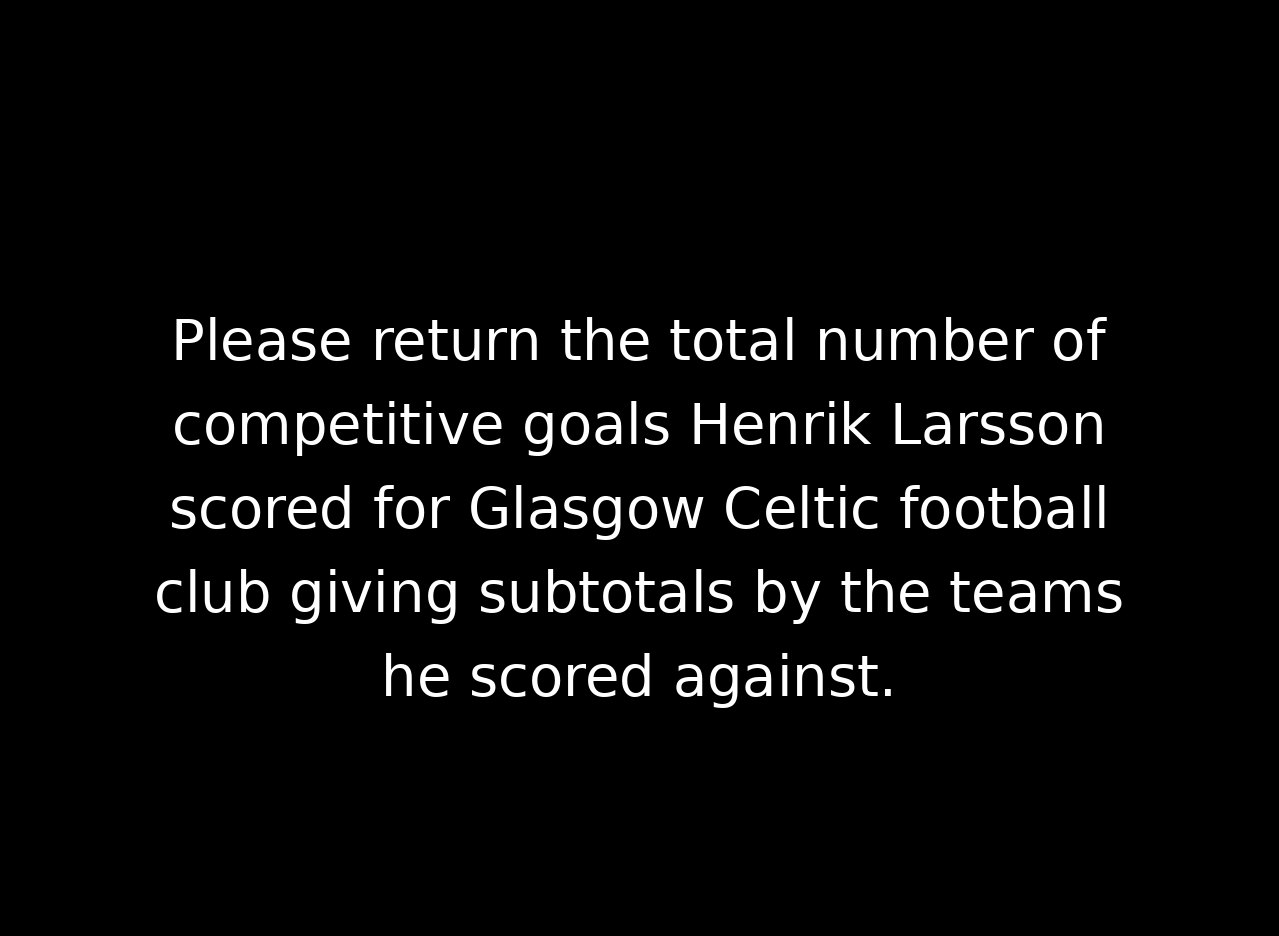 Please return the total number of
competitive goals Henrik Larsson
scored for Glasgow Celtic football
club giving subtotals by the teams
he scored against.